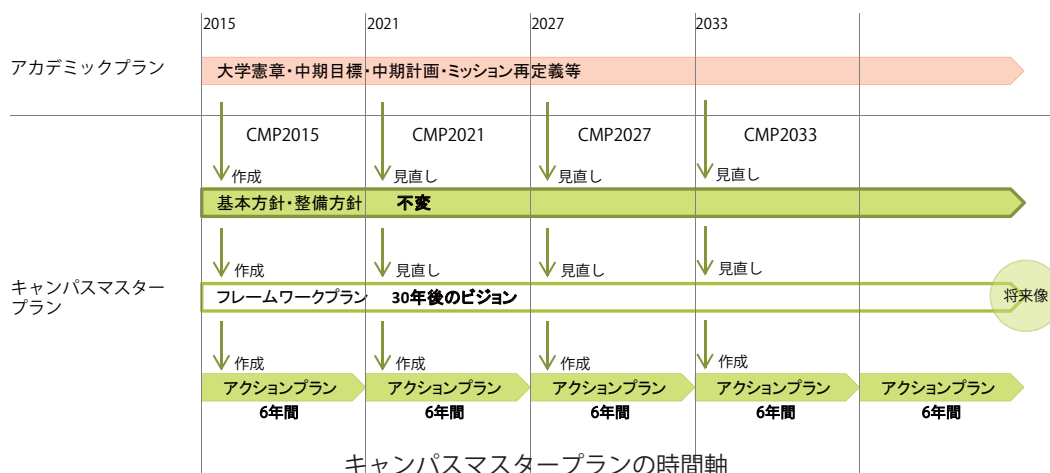 2015 2021 2027 2033
アカデミックプラン
大学憲章・中期目標・中期計画・ミッション再定義等
CMP2015 CMP2021 CMP2027 CMP2033
作成 見直し 見直し 見直し
基本方針・整備方針 不変
作成 見直し 見直し 見直し
キャンパスマスター
プラン
フレームワークプラン 30年後のビジョン
将来像
作成 作成 作成 作成
アクションプラン アクションプラン アクションプラン アクションプラン アクションプラン
6年間 6年間 6年間 6年間 6年間
キャンパスマスタープランの時間軸